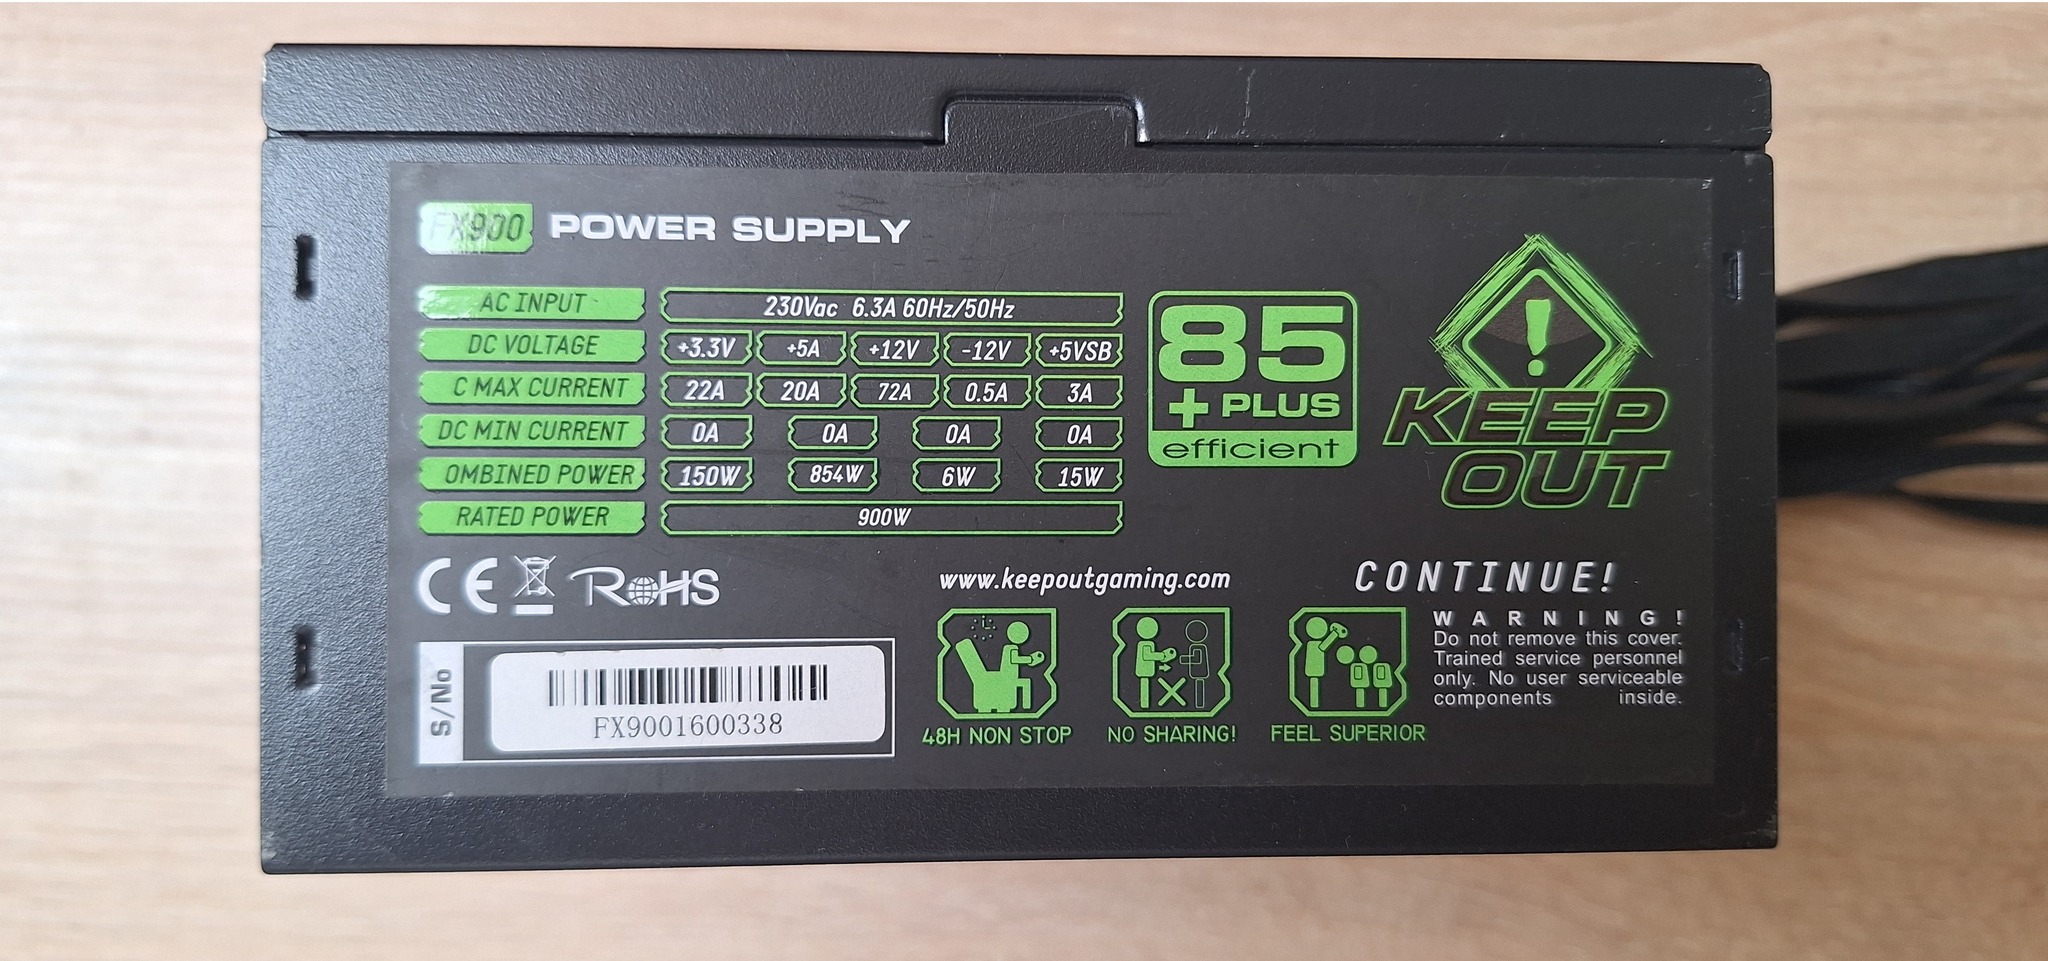 FX900 POWER SUPPLY
AC INPUT 230Vac 6.3A 60Hz/50Hz
DC VOLTAGE +3.3V +5A +12V -12V +5VSB
C MAX CURRENT 22A 20A 72A 0.5A 3A
DC MIN CURRENT 0A 0A 0A 0A
OMBINED POWER 150W 854W 6W 15W
RATED POWER 900W
85
+ PLUS
efficient
!
KEEP
OUT
CE RoHS
www.keepoutgaming.com
CONTINUE!
S/No
FX9001600338
48H NON STOP
NO SHARING!
FEEL SUPERIOR
WARNING!
Do not remove this cover.
Trained service personnel
only. No user serviceable
components inside.